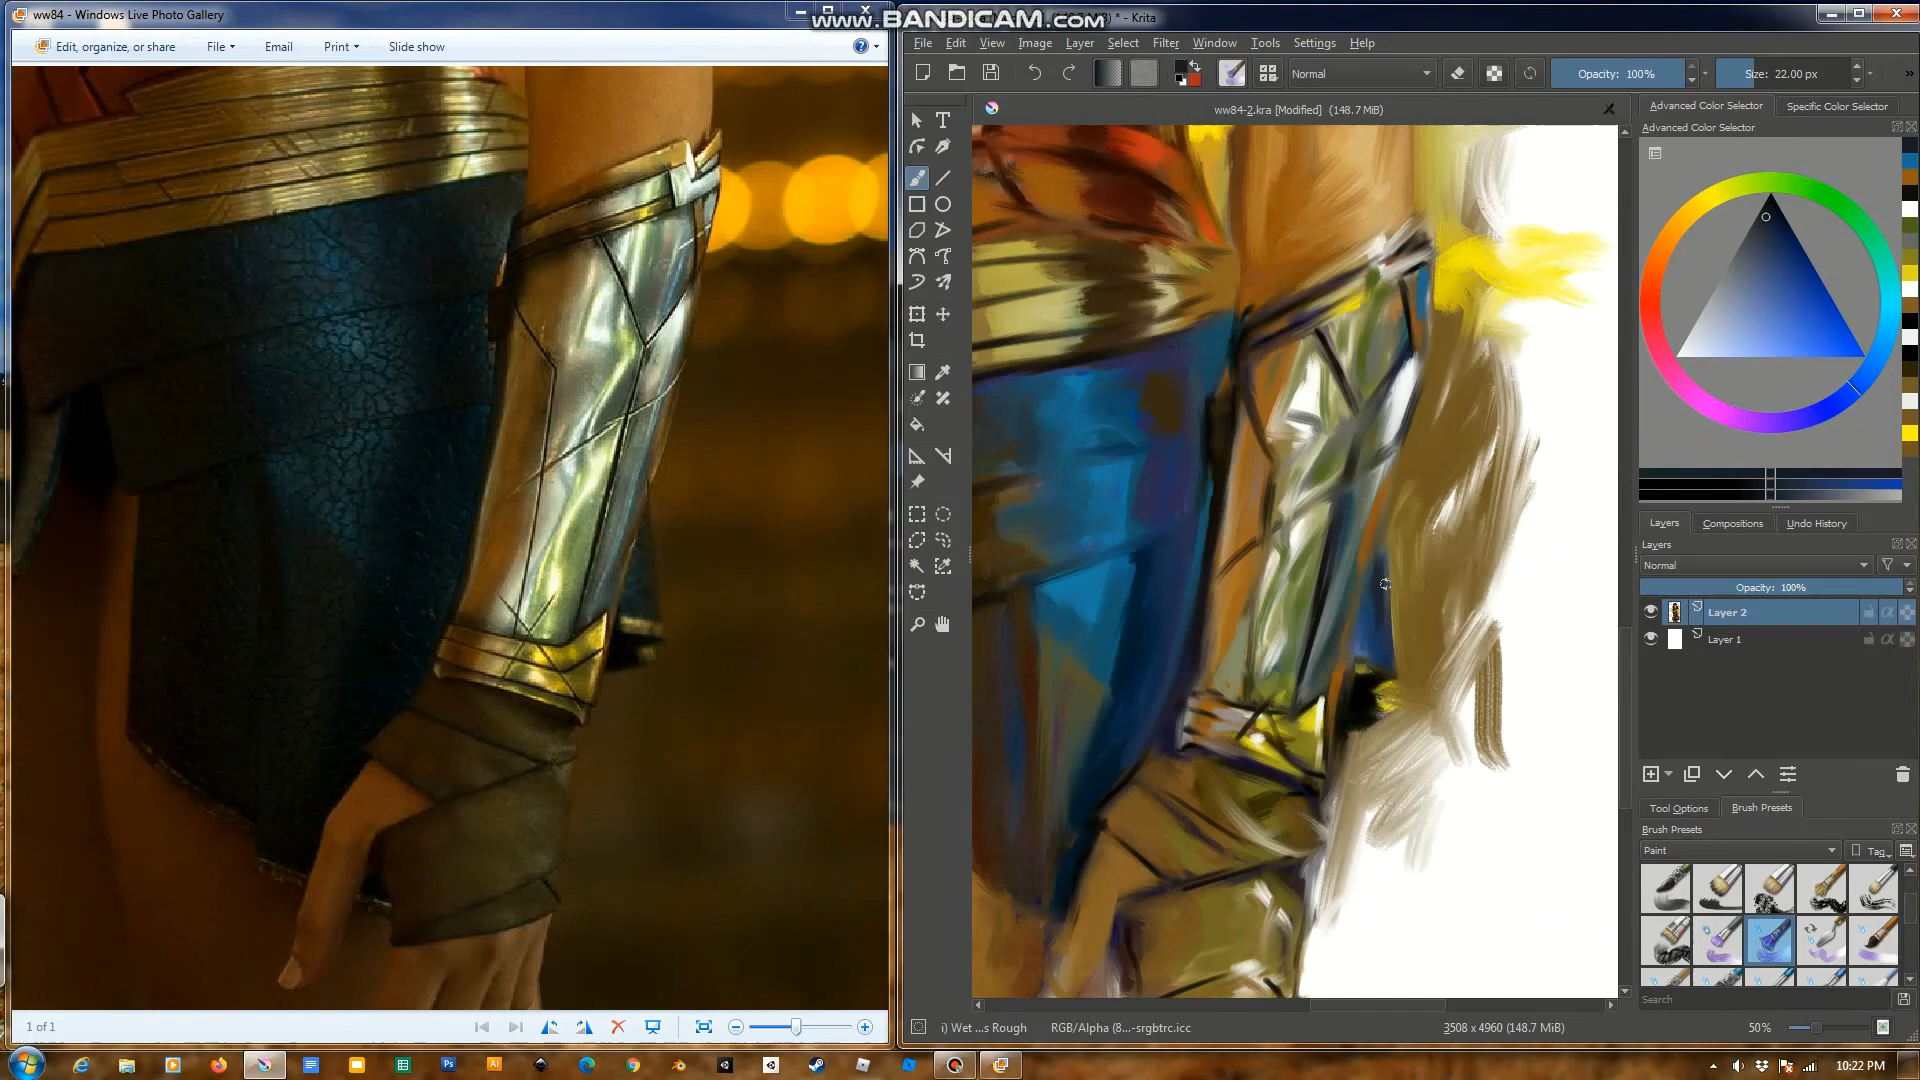 ww84 - Windows Live Photo Gallery
www.BANDICAM.com
* - Krita
Edit, organize, or share
File
Email
Print
Slide show
File
Edit
View
Image
Layer
Select
Filter
Window
Tools
Settings
Help
Normal
Opacity: 100%
Size: 22.00 px
»
ww84-2.kra [Modified] (148.7 MiB)
Advanced Color Selector
Specific Color Selector
Advanced Color Selector
Layers
Compositions
Undo History
Layers
Normal
Opacity: 100%
Layer 2
Layer 1
Tool Options
Brush Presets
Brush Presets
Paint
Tag
Search
1 of 1
i) Wet ...s Rough
RGB/Alpha (8...-srgbtrc.icc
3508 x 4960 (148.7 MiB)
50%
Ps
Ai
10:22 PM